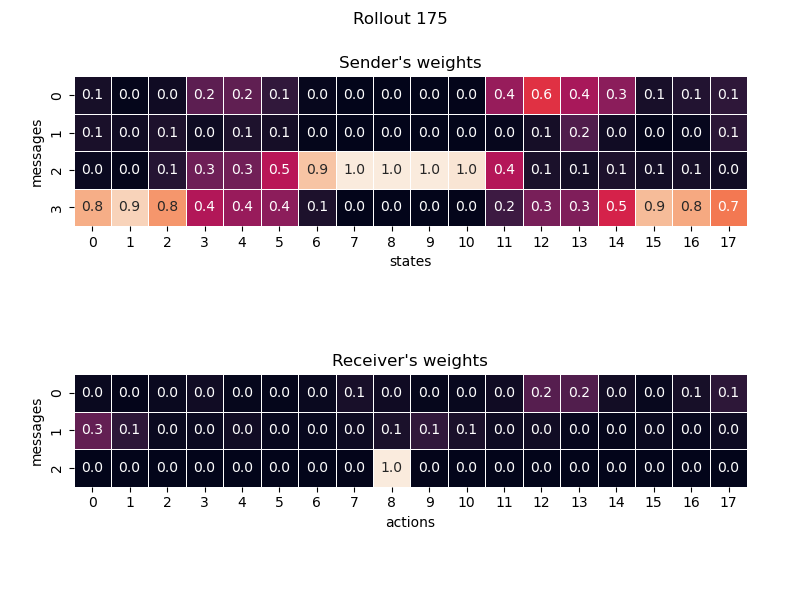 Rollout 175
Sender's weights
0 0.1 0.0 0.0 0.2 0.2 0.1 0.0 0.0 0.0 0.0 0.0 0.4 0.6 0.4 0.3 0.1 0.1 0.1
1 0.1 0.0 0.1 0.0 0.1 0.1 0.0 0.0 0.0 0.0 0.0 0.0 0.1 0.2 0.0 0.0 0.0 0.1
messages
2 0.0 0.0 0.1 0.3 0.3 0.5 0.9 1.0 1.0 1.0 1.0 0.4 0.1 0.1 0.1 0.1 0.1 0.0
3 0.8 0.9 0.8 0.4 0.4 0.4 0.1 0.0 0.0 0.0 0.0 0.2 0.3 0.3 0.5 0.9 0.8 0.7
0 1 2 3 4 5 6 7 8 9 10 11 12 13 14 15 16 17
states
Receiver's weights
0 0.0 0.0 0.0 0.0 0.0 0.0 0.0 0.1 0.0 0.0 0.0 0.0 0.2 0.2 0.0 0.0 0.1 0.1
messages
1 0.3 0.1 0.0 0.0 0.0 0.0 0.0 0.0 0.1 0.1 0.1 0.0 0.0 0.0 0.0 0.0 0.0 0.0
2 0.0 0.0 0.0 0.0 0.0 0.0 0.0 0.0 1.0 0.0 0.0 0.0 0.0 0.0 0.0 0.0 0.0 0.0
0 1 2 3 4 5 6 7 8 9 10 11 12 13 14 15 16 17
actions